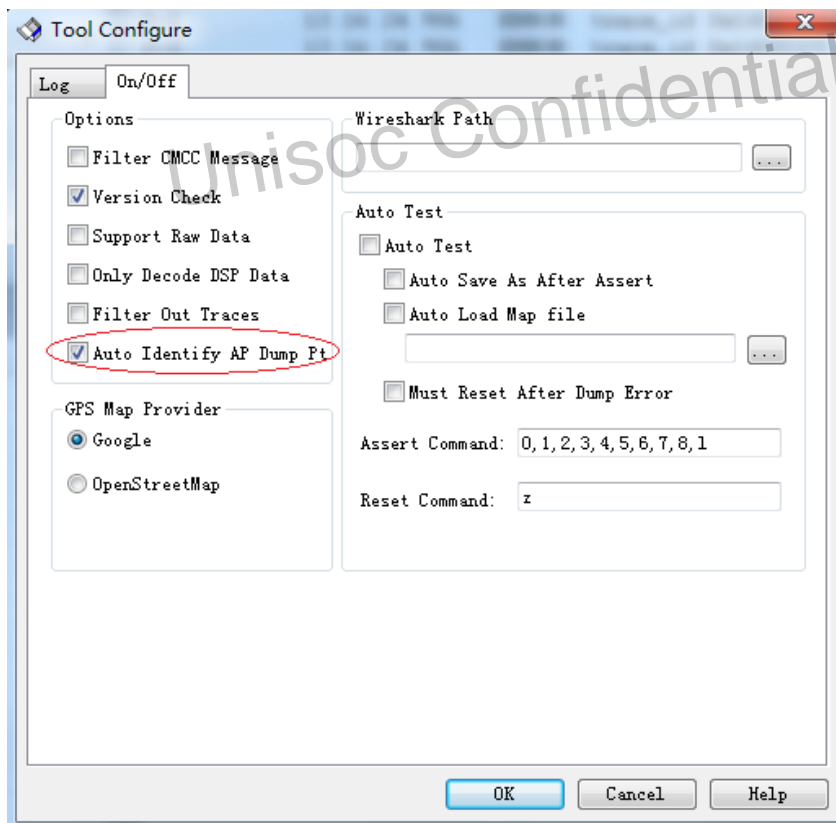 Tool Configure
Log
On/Off
Options
Filter CMCC Message
Version Check
Support Raw Data
Only Decode DSP Data
Filter Out Traces
Auto Identify AP Dump Pt
GPS Map Provider
Google
OpenStreetMap
Wireshark Path
...
Auto Test
Auto Test
Auto Save As After Assert
Auto Load Map file
...
Must Reset After Dump Error
Assert Command: 0,1,2,3,4,5,6,7,8,l
Reset Command: z
OK Cancel Help
Unisoc Confidential